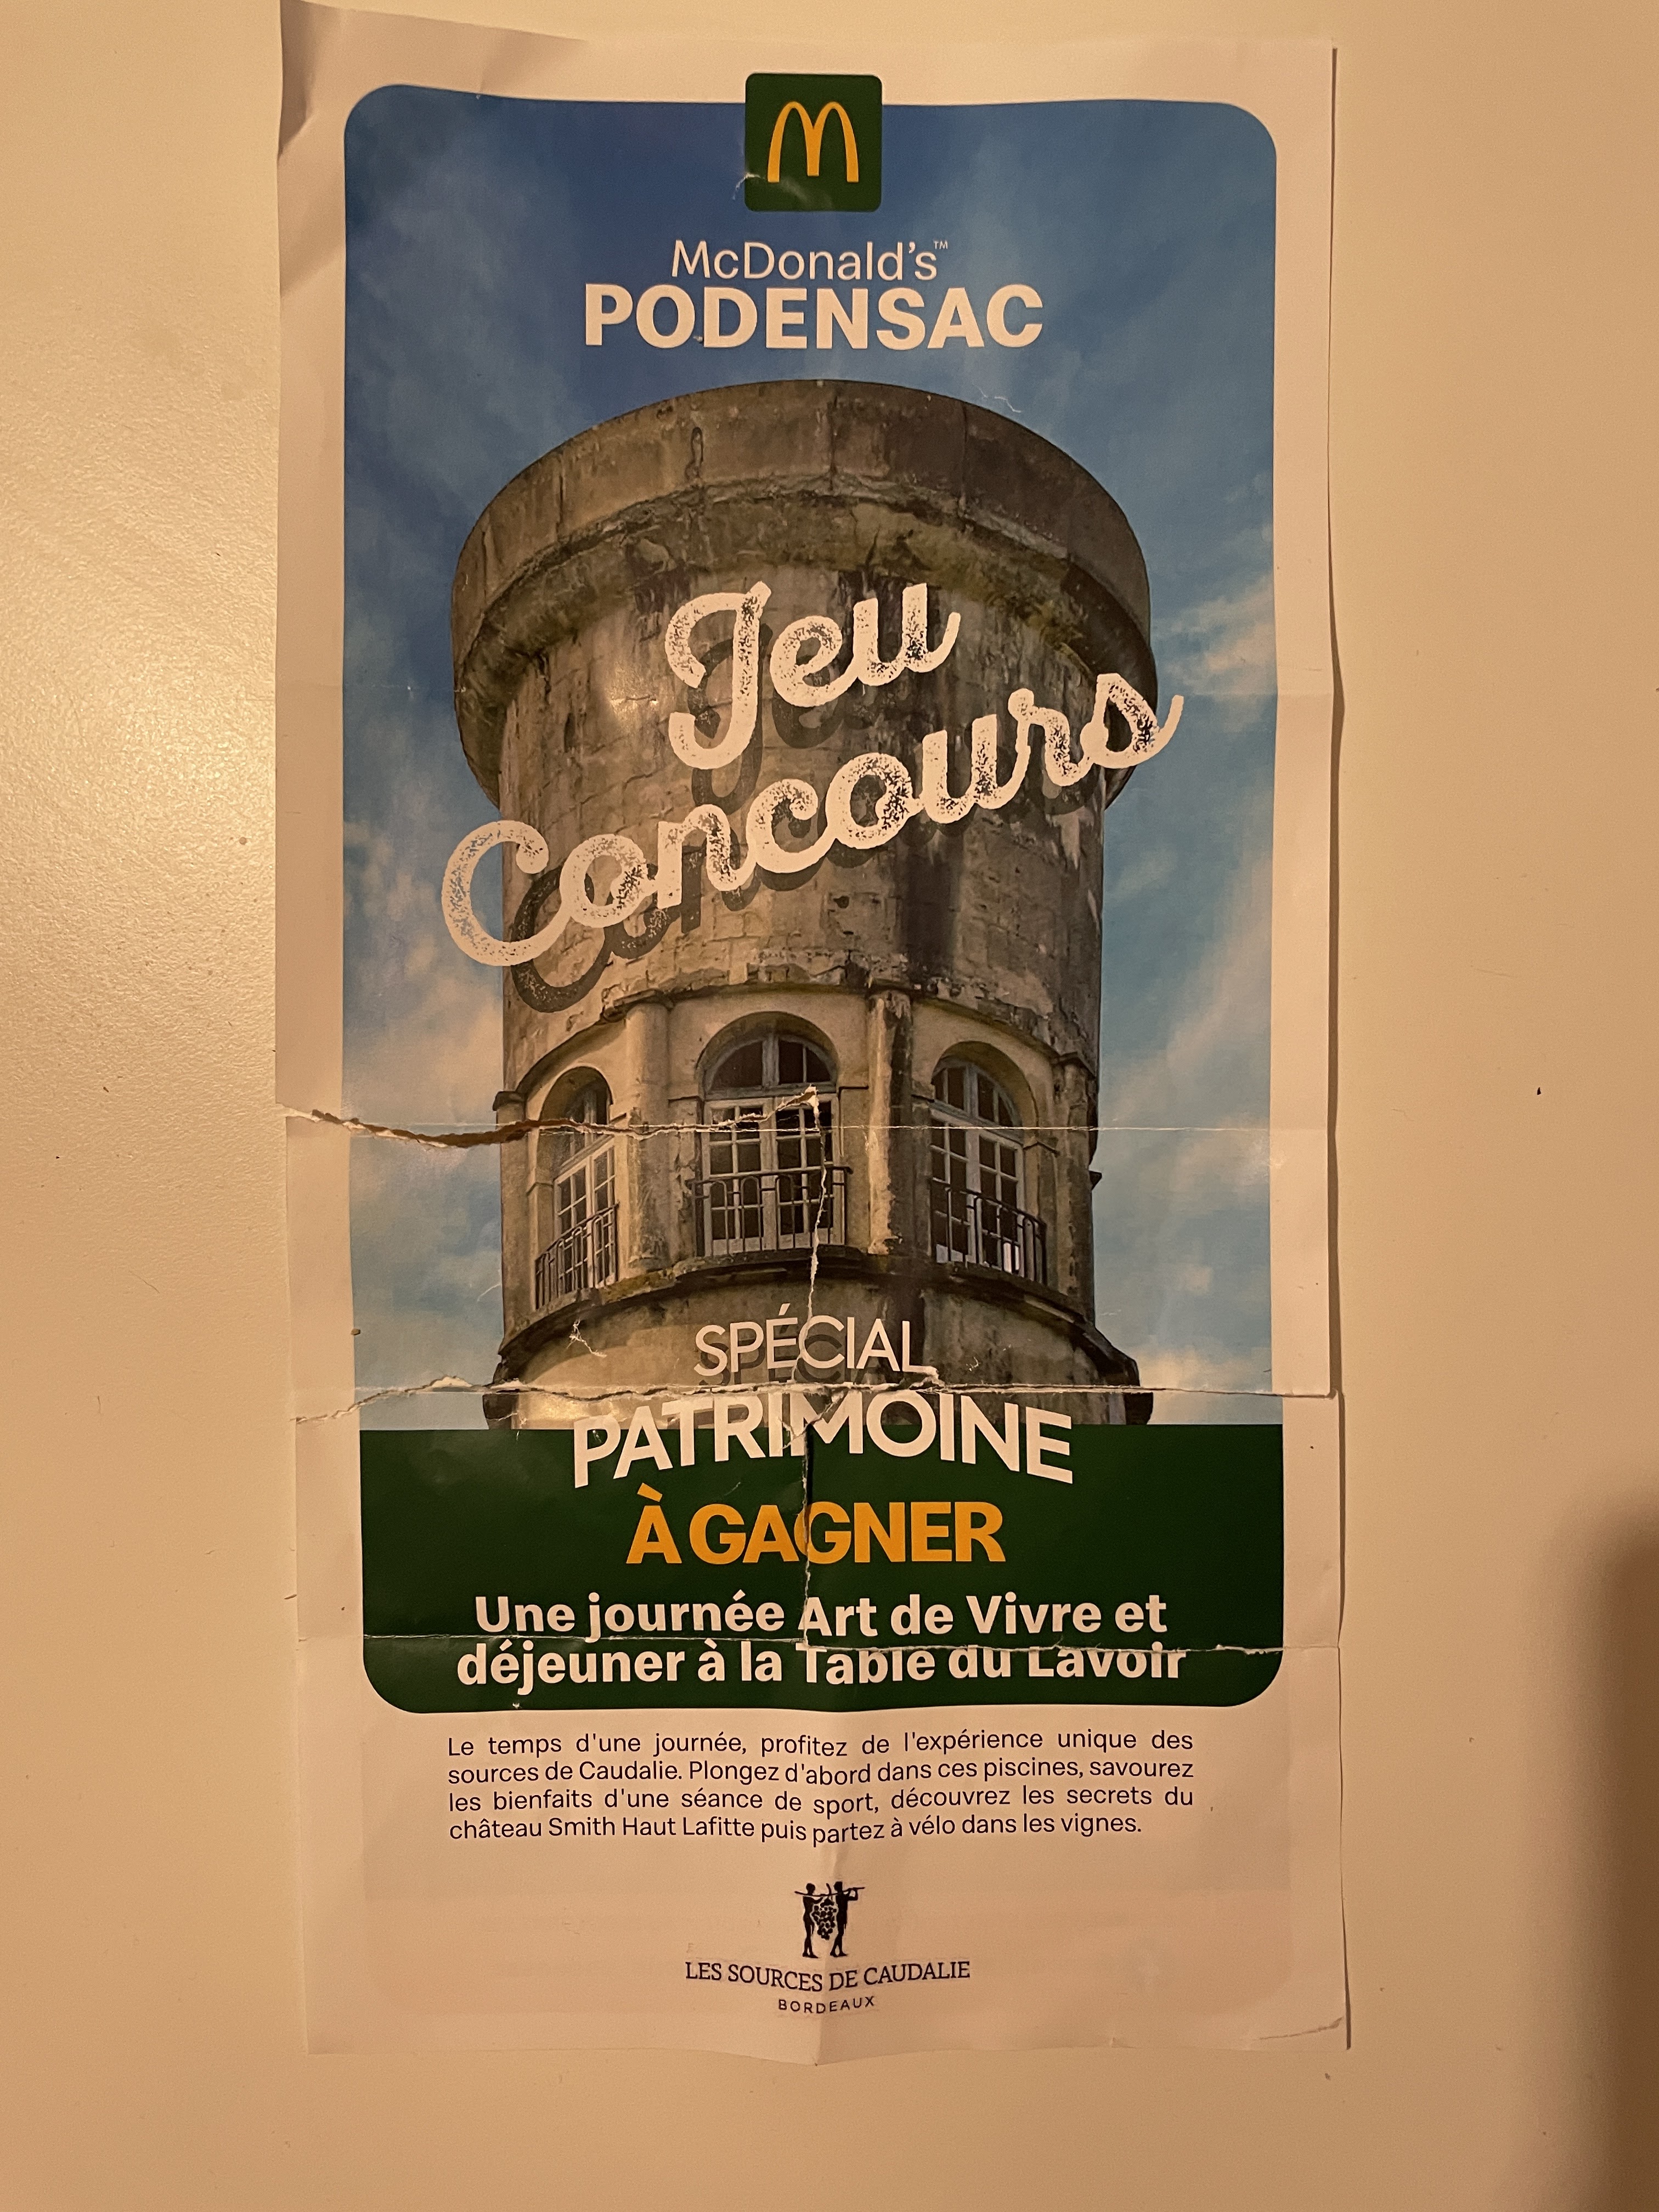 McDonald's™
PODENSAC
Jeu
Concours
SPÉCIAL
PATRIMOINE
À GAGNER
Une journée Art de Vivre et
déjeuner à la Table du Lavoir
Le temps d'une journée, profitez de l'expérience unique des
sources de Caudalie. Plongez d'abord dans ces piscines, savourez
les bienfaits d'une séance de sport, découvrez les secrets du
château Smith Haut Lafitte puis partez à vélo dans les vignes.
LES SOURCES DE CAUDALIE
BORDEAUX